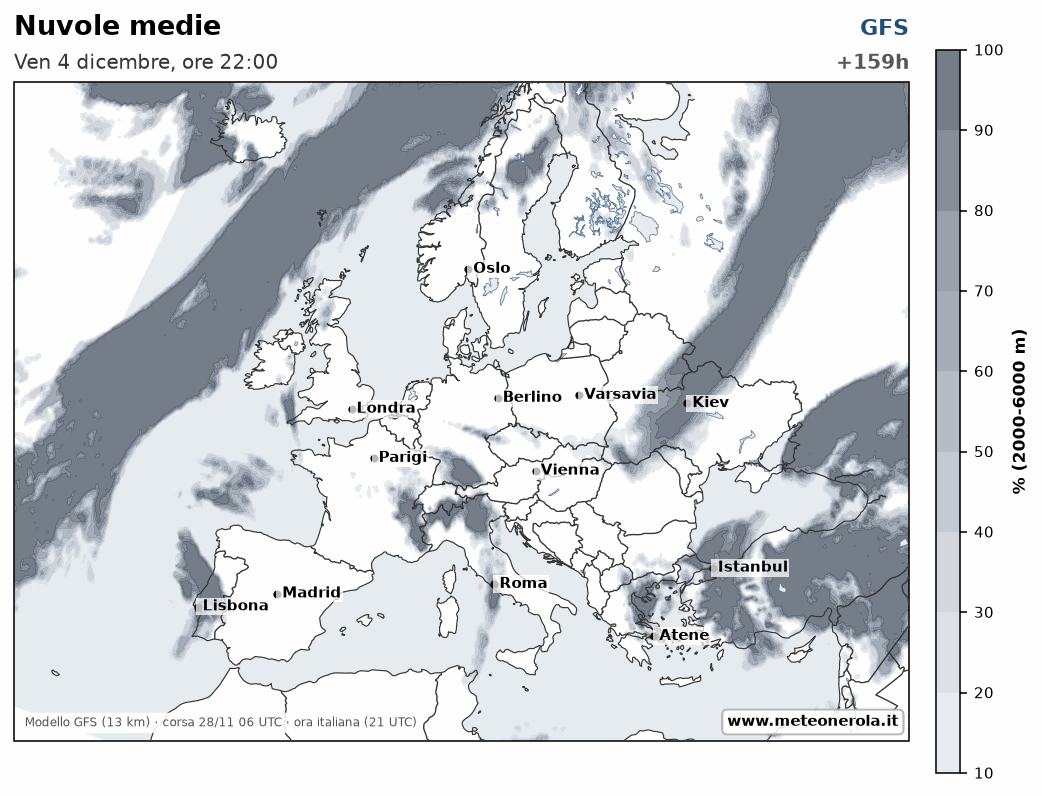 Nuvole medie
GFS
Ven 4 dicembre, ore 22:00
+159h
100
90
80
70
60
50
40
30
20
10
% (2000-6000 m)
Oslo
Berlino
Varsavia
Kiev
Londra
Parigi
Vienna
Istanbul
Roma
Madrid
Lisbona
Atene
Modello GFS (13 km) · corsa 28/11 06 UTC · ora italiana (21 UTC)
www.meteonerola.it